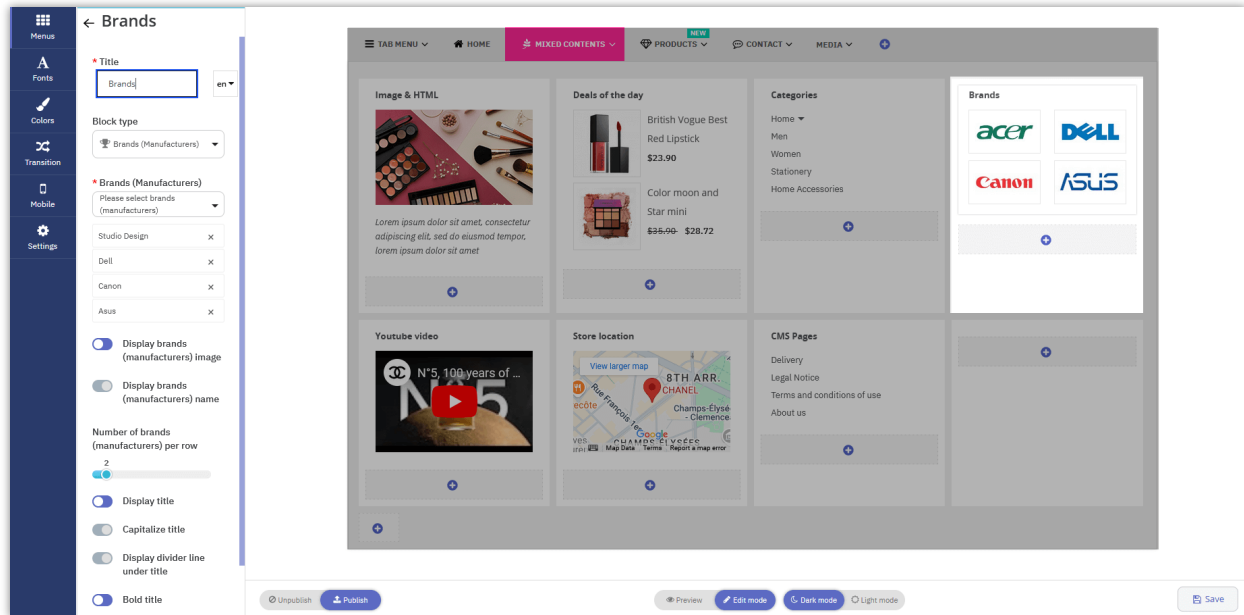 Menus
Fonts
Colors
Transition
Mobile
Settings
← Brands
* Title
Brands
en
Block type
Brands (Manufacturers)
* Brands (Manufacturers)
Please select brands
(manufacturers)
Studio Design x
Dell x
Canon x
Asus x
Display brands
(manufacturers) image
Display brands
(manufacturers) name
Number of brands
(manufacturers) per row
2
Display title
Capitalize title
Display divider line
under title
Bold title
NEW
TAB MENU HOME MIXED CONTENTS PRODUCTS CONTACT MEDIA
Image & HTML
Lorem ipsum dolor sit amet, consectetur
adipiscing elit, sed do eiusmod tempor,
lorem ipsum dolor sit amet
Deals of the day
British Vogue Best
Red Lipstick
$23.90
Color moon and
Star mini
$35.90 $28.72
Categories
Home
Men
Women
Stationery
Home Accessories
Brands
acer DELL
Canon ASUS
Youtube video
N°5, 100 years of ...
N°5
Store location
View larger map
8TH ARR.
CHANEL
Rue François 1er
Champs-Élysé
- Clemence
CHAMPS-ELYSÉES
Google
Map Data Terms Report a map error
CMS Pages
Delivery
Legal Notice
Terms and conditions of use
About us
Unpublish Publish
Preview Edit mode Dark mode Light mode
Save